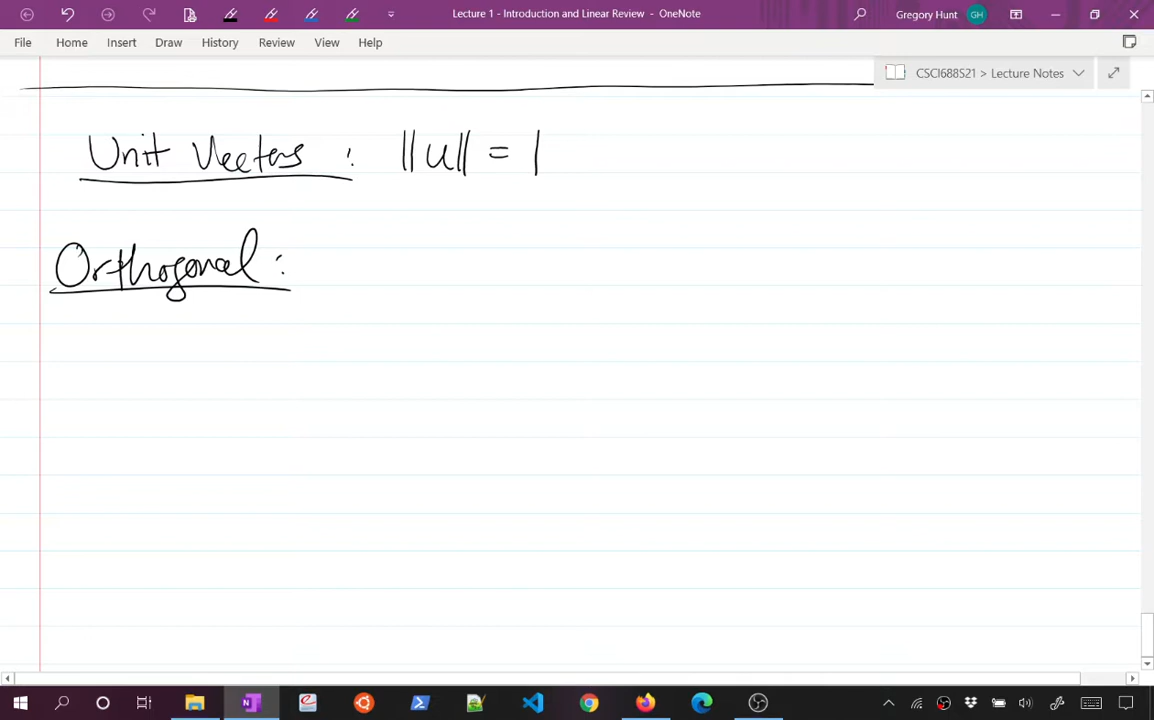 Lecture 1 - Introduction and Linear Review - OneNote
Gregory Hunt
GH
File Home Insert Draw History Review View Help
CSCI688S21 > Lecture Notes
Unit Vectors : ||u|| = 1
Orthogonal :